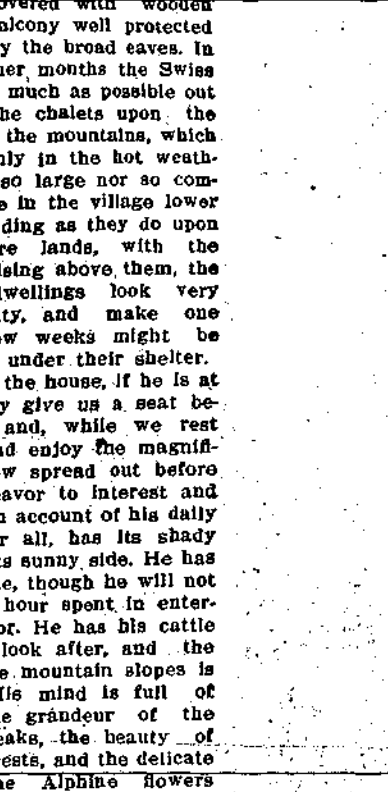 overed with wooden
alcony well protected
y the broad eaves. In
ner months the Swiss
much as possible out
he chalets upon the
the mountains, which
nly in the hot weath-
so large nor so com-
e in the village lower
ding as they do upon
re lands, with the
ising above them, the
dwellings look very
ty, and make one
ew weeks might be
under their shelter.
the house, if he is at
y give us a seat be-
and, while we rest
nd enjoy the magnifi-
w spread out before
eavor to interest and
n account of his daily
r all, has its shady
ts sunny side. He has
e, though he will not
hour spent in enter-
or. He has his cattle
look after, and the
e mountain slopes is
His mind is full of
e grandeur of the
eaks, the beauty of
ests, and the delicate
he Alphine flowers